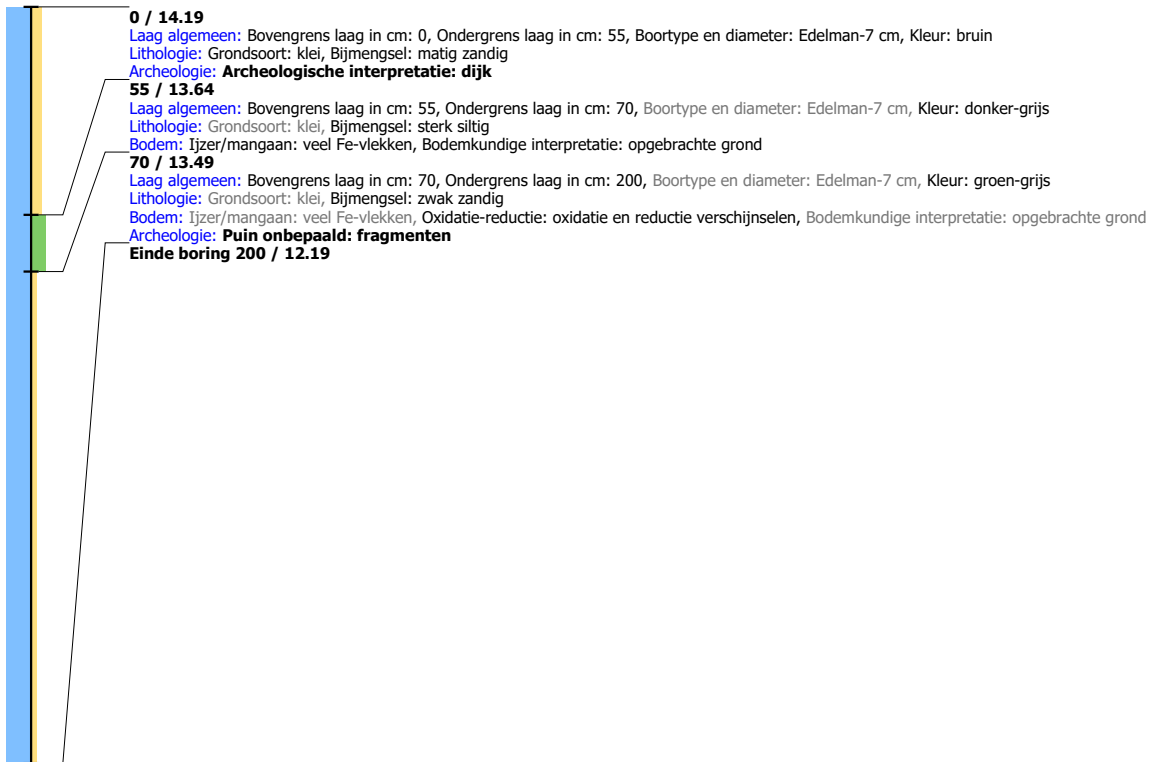 0 / 14.19
Laag algemeen: Bovengrens laag in cm: 0, Ondergrens laag in cm: 55, Boortype en diameter: Edelman-7 cm, Kleur: bruin
Lithologie: Grondsoort: klei, Bijmengsel: matig zandig
Archeologie: Archeologische interpretatie: dijk
55 / 13.64
Laag algemeen: Bovengrens laag in cm: 55, Ondergrens laag in cm: 70, Boortype en diameter: Edelman-7 cm, Kleur: donker-grijs
Lithologie: Grondsoort: klei, Bijmengsel: sterk siltig
Bodem: Ijzer/mangaan: veel Fe-vlekken, Bodemkundige interpretatie: opgebrachte grond
70 / 13.49
Laag algemeen: Bovengrens laag in cm: 70, Ondergrens laag in cm: 200, Boortype en diameter: Edelman-7 cm, Kleur: groen-grijs
Lithologie: Grondsoort: klei, Bijmengsel: zwak zandig
Bodem: Ijzer/mangaan: veel Fe-vlekken, Oxidatie-reductie: oxidatie en reductie verschijnselen, Bodemkundige interpretatie: opgebrachte grond
Archeologie: Puin onbepaald: fragmenten
Einde boring 200 / 12.19